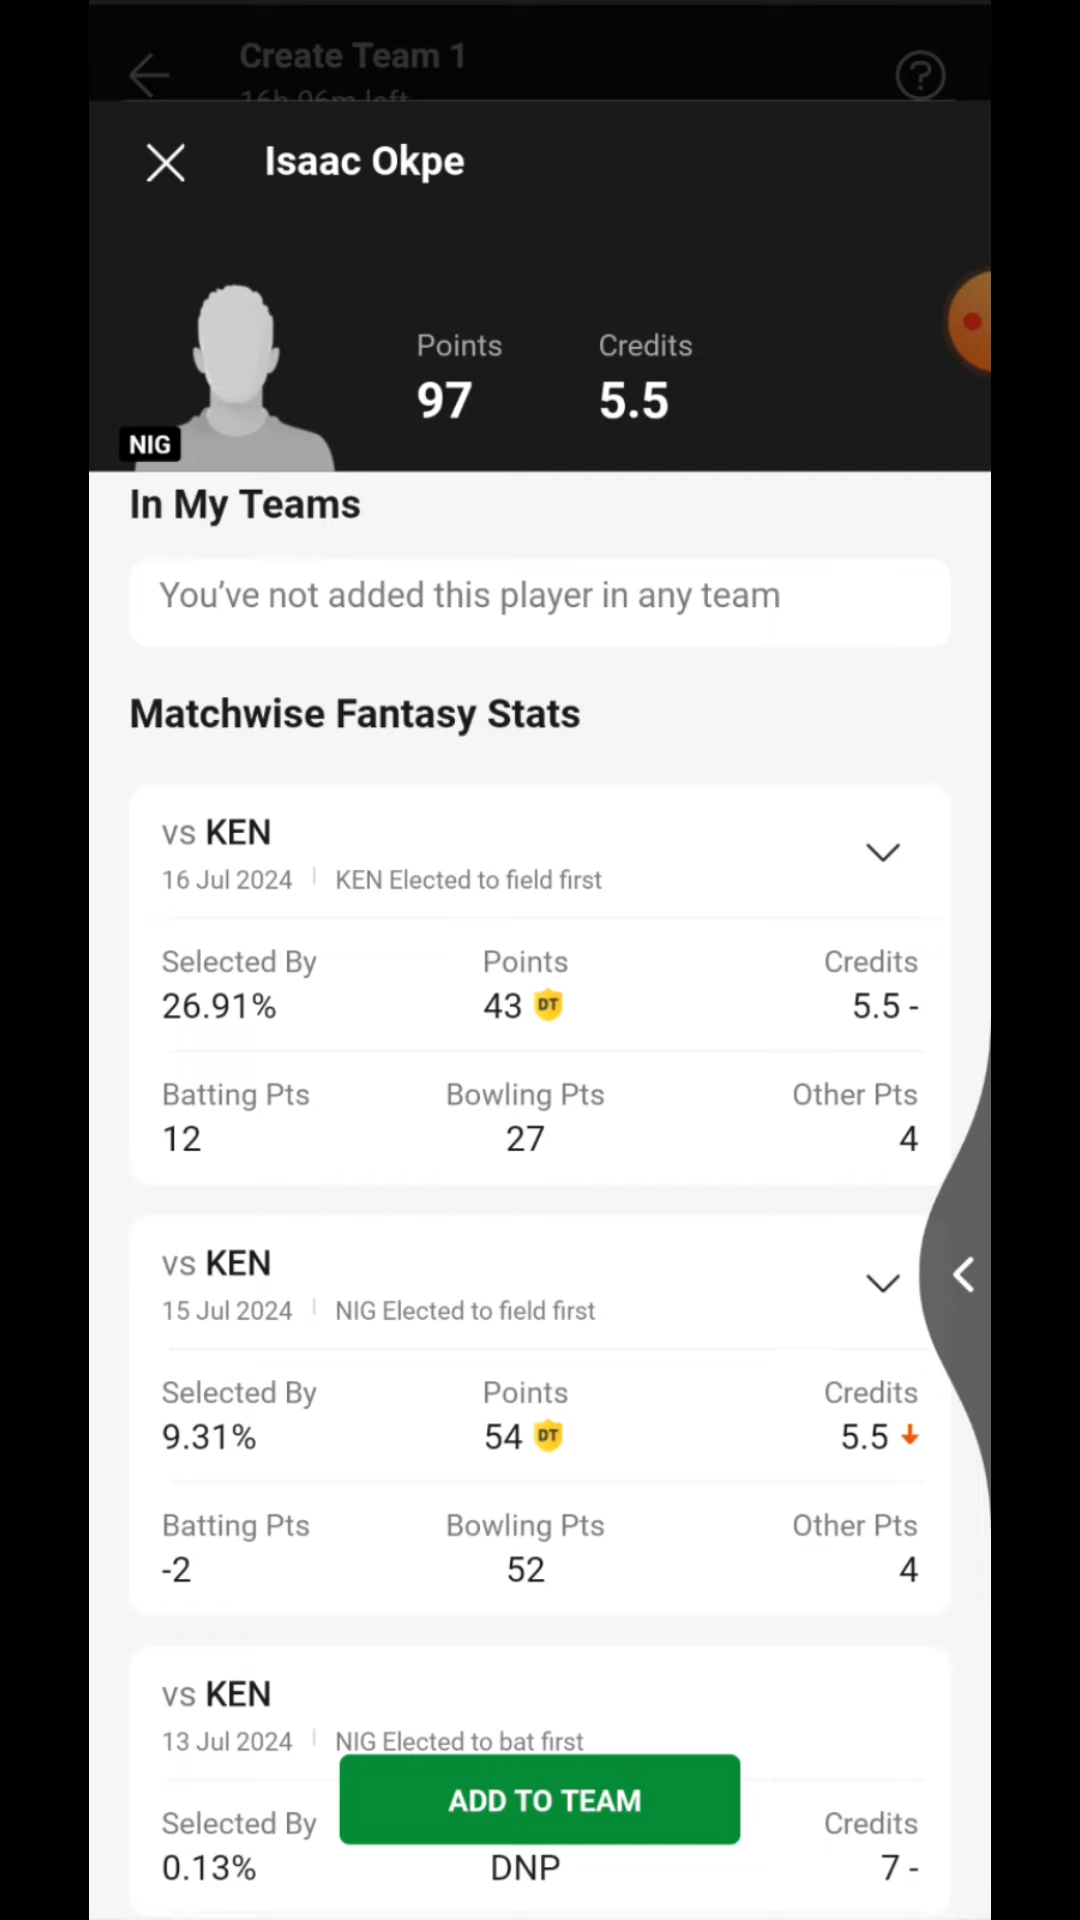 Create Team 1
16h 06m left
Isaac Okpe
Points Credits
97 5.5
NIG
In My Teams
You’ve not added this player in any team
Matchwise Fantasy Stats
vs KEN
16 Jul 2024 KEN Elected to field first
Selected By Points Credits
26.91% 43 DT 5.5 -
Batting Pts Bowling Pts Other Pts
12 27 4
vs KEN
15 Jul 2024 NIG Elected to field first
Selected By Points Credits
9.31% 54 DT 5.5
Batting Pts Bowling Pts Other Pts
-2 52 4
vs KEN
13 Jul 2024 NIG Elected to bat first
ADD TO TEAM
Selected By Credits
0.13% DNP 7 -